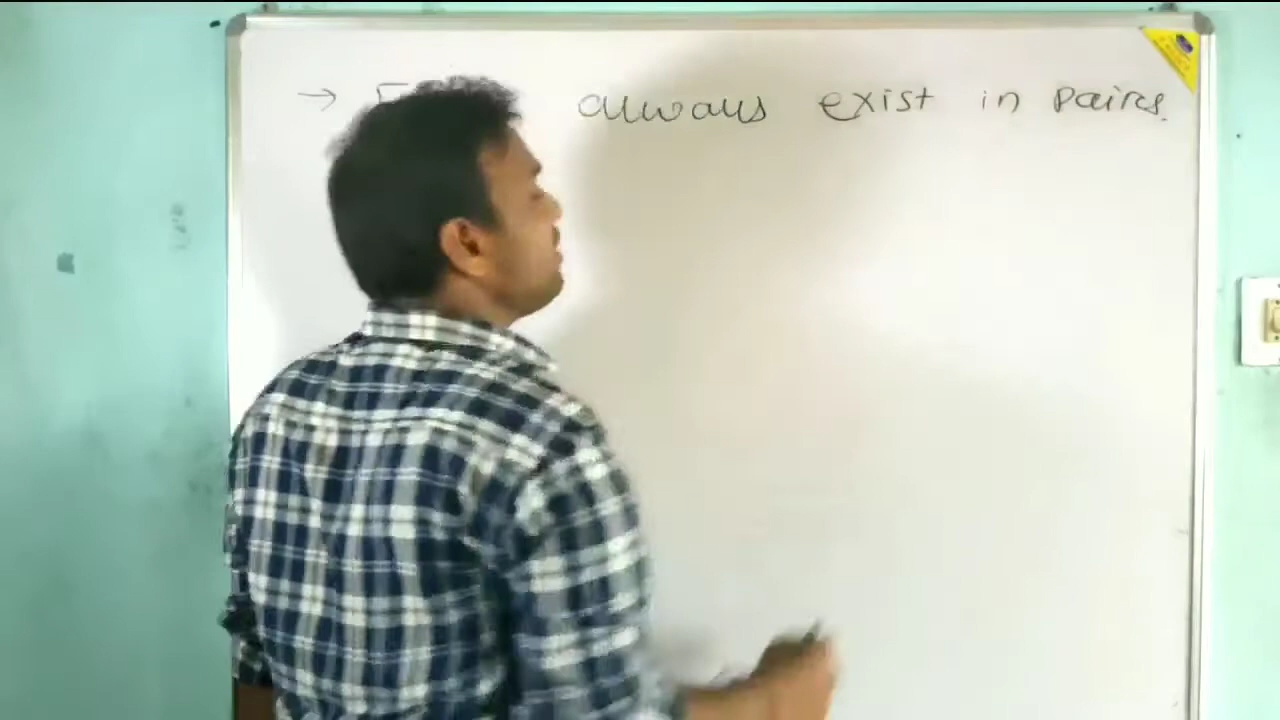 → always exist in pairs.